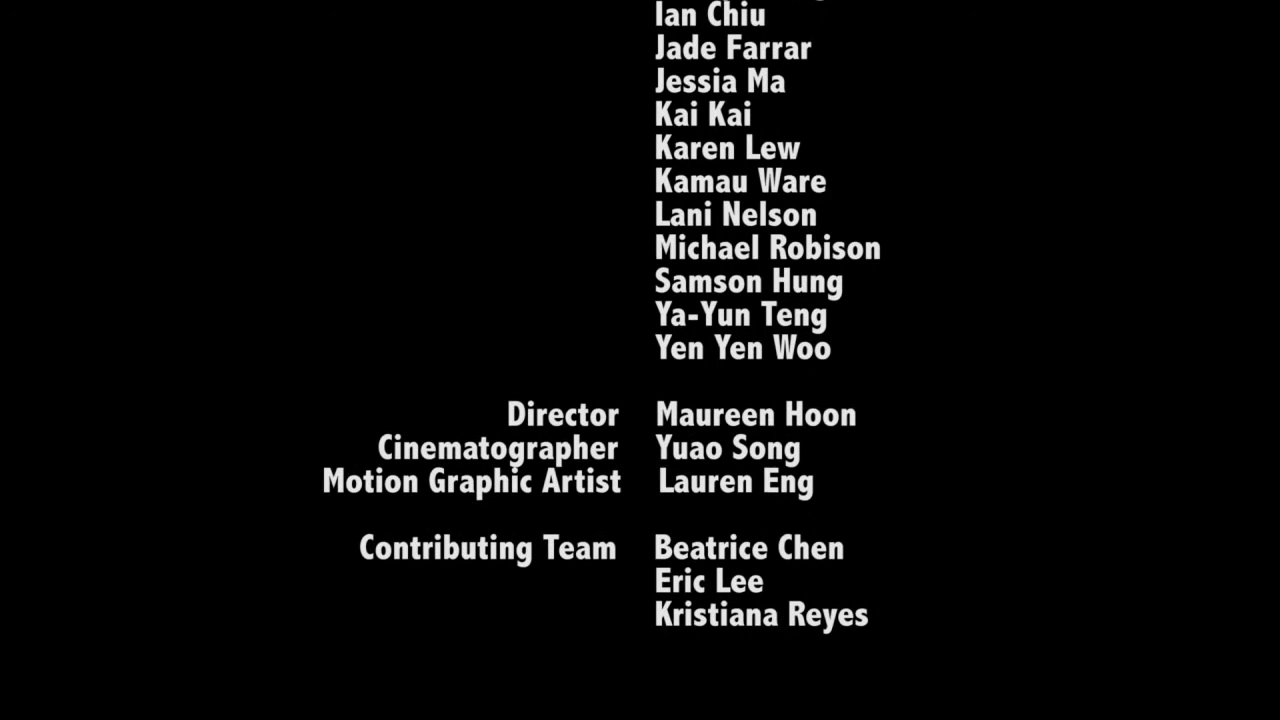 Ian Chiu
Jade Farrar
Jessia Ma
Kai Kai
Karen Lew
Kamau Ware
Lani Nelson
Michael Robison
Samson Hung
Ya-Yun Teng
Yen Yen Woo
Director Maureen Hoon
Cinematographer Yuao Song
Motion Graphic Artist Lauren Eng
Contributing Team Beatrice Chen
Eric Lee
Kristiana Reyes